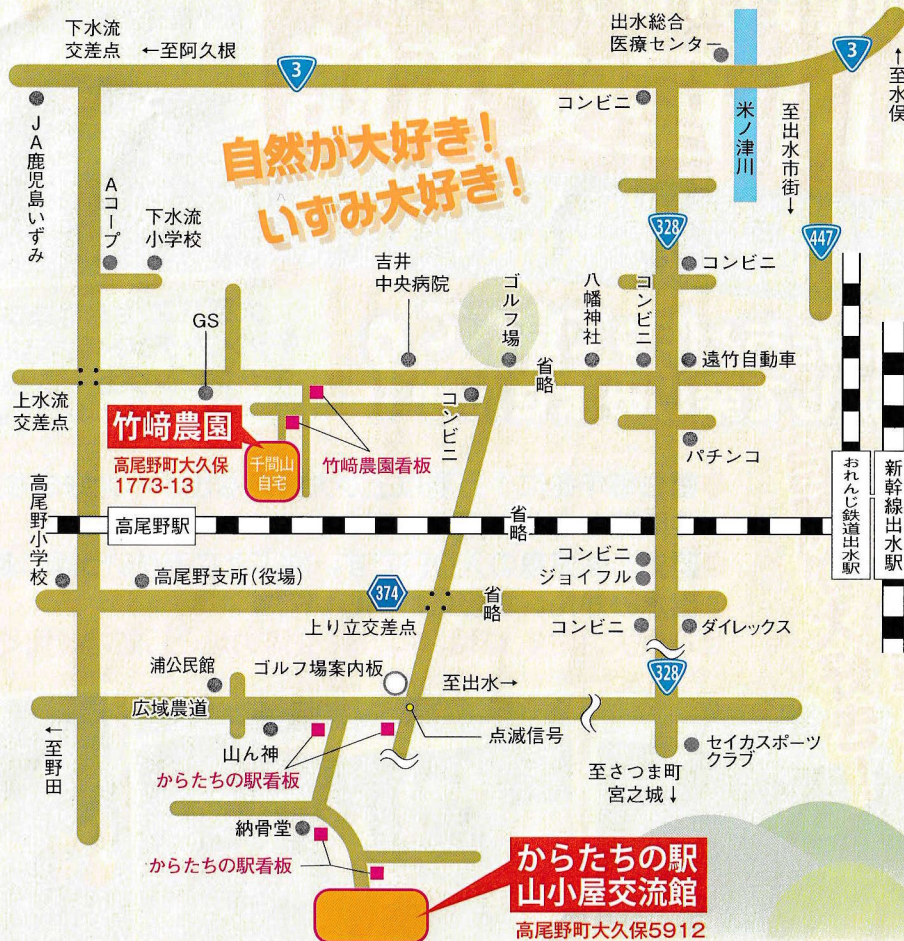 下水流
交差点
←至阿久根
3
出水総合
医療センター
3
↑至水俣
JA鹿児島いずみ
コンビニ
米ノ津川
至出水市街↓
自然が大好き!
いずみ大好き!
Aコープ
下水流
小学校
328
447
吉井
中央病院
ゴルフ場
八幡神社
コンビニ
コンビニ
GS
省略
遠竹自動車
上水流
交差点
コンビニ
竹﨑農園
高尾野町大久保
1773-13
千間山
自宅
竹﨑農園看板
パチンコ
高尾野小学校
高尾野駅
省略
おれんじ鉄道出水駅
新幹線出水駅
高尾野支所(役場)
374
上り立交差点
省略
コンビニ
ジョイフル
コンビニ
ダイレックス
328
浦公民館
ゴルフ場案内板
至出水→
広域農道
←至野田
山ん神
点滅信号
からたちの駅看板
セイカスポーツ
クラブ
至さつま町
宮之城↓
納骨堂
からたちの駅看板
からたちの駅
山小屋交流館
高尾野町大久保5912